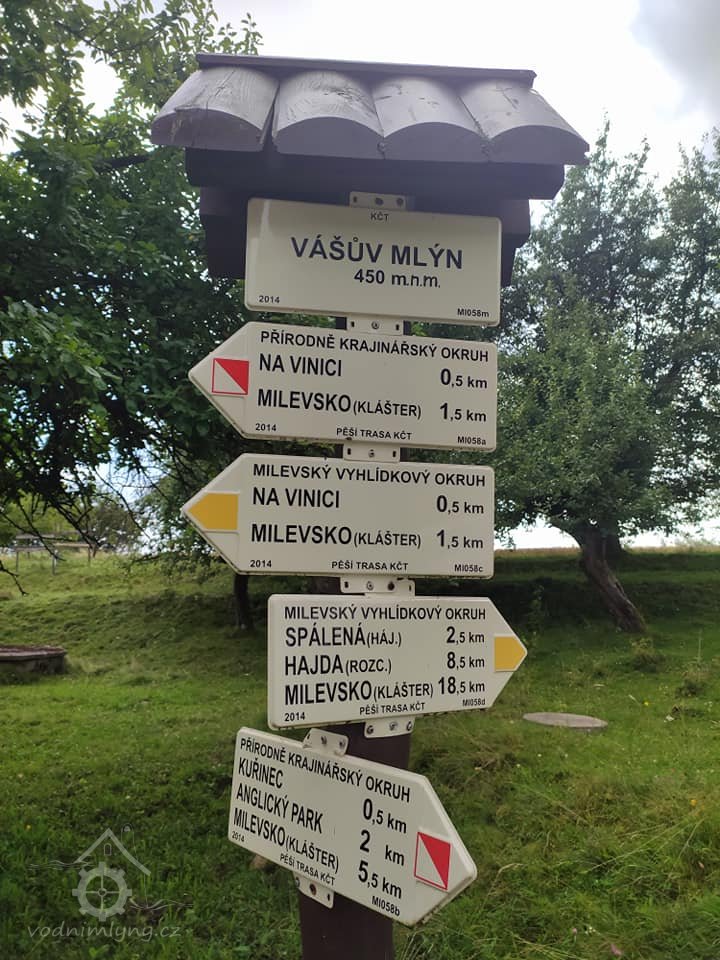 KČT
VÁŠŮV MLÝN
450 m.n.m.
2014 MI058m
PŘÍRODNĚ KRAJINÁŘSKÝ OKRUH
NA VINICI 0,5 km
MILEVSKO (KLÁŠTER) 1,5 km
2014 PĚŠÍ TRASA KČT MI058a
MILEVSKÝ VYHLÍDKOVÝ OKRUH
NA VINICI 0,5 km
MILEVSKO (KLÁŠTER) 1,5 km
2014 PĚŠÍ TRASA KČT MI058c
MILEVSKÝ VYHLÍDKOVÝ OKRUH
SPÁLENÁ (HÁJ.) 2,5 km
HAJDA (ROZC.) 8,5 km
MILEVSKO (KLÁŠTER) 18,5 km
2014 PĚŠÍ TRASA KČT MI058d
PŘÍRODNĚ KRAJINÁŘSKÝ OKRUH
KUŘINEC 0,5 km
ANGLICKÝ PARK 2 km
MILEVSKO (KLÁŠTER) 5,5 km
2014 PĚŠÍ TRASA KČT MI058b
vodnimlyny.cz